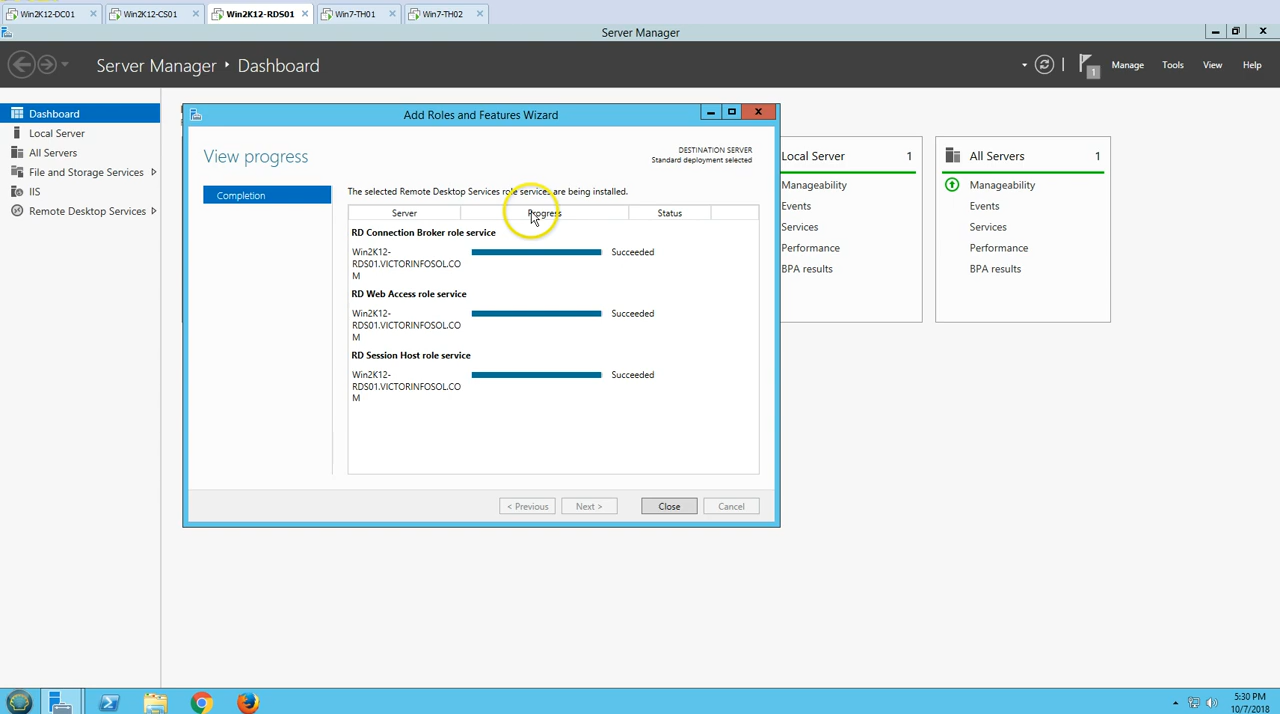 Win2K12-DC01
Win2K12-CS01
Win2K12-RDS01
Win7-TH01
Win7-TH02
Server Manager
Server Manager Dashboard
1
Manage
Tools
View
Help
Dashboard
Local Server
All Servers
File and Storage Services
IIS
Remote Desktop Services
Add Roles and Features Wizard
View progress
DESTINATION SERVER
Standard deployment selected
Completion
The selected Remote Desktop Services role services are being installed.
Server Progress Status
RD Connection Broker role service
Win2K12-
RDS01.VICTORINFOSOL.CO
M
Succeeded
RD Web Access role service
Win2K12-
RDS01.VICTORINFOSOL.CO
M
Succeeded
RD Session Host role service
Win2K12-
RDS01.VICTORINFOSOL.CO
M
Succeeded
< Previous
Next >
Close
Cancel
Local Server 1
Manageability
Events
Services
Performance
BPA results
All Servers 1
Manageability
Events
Services
Performance
BPA results
5:30 PM
10/7/2018